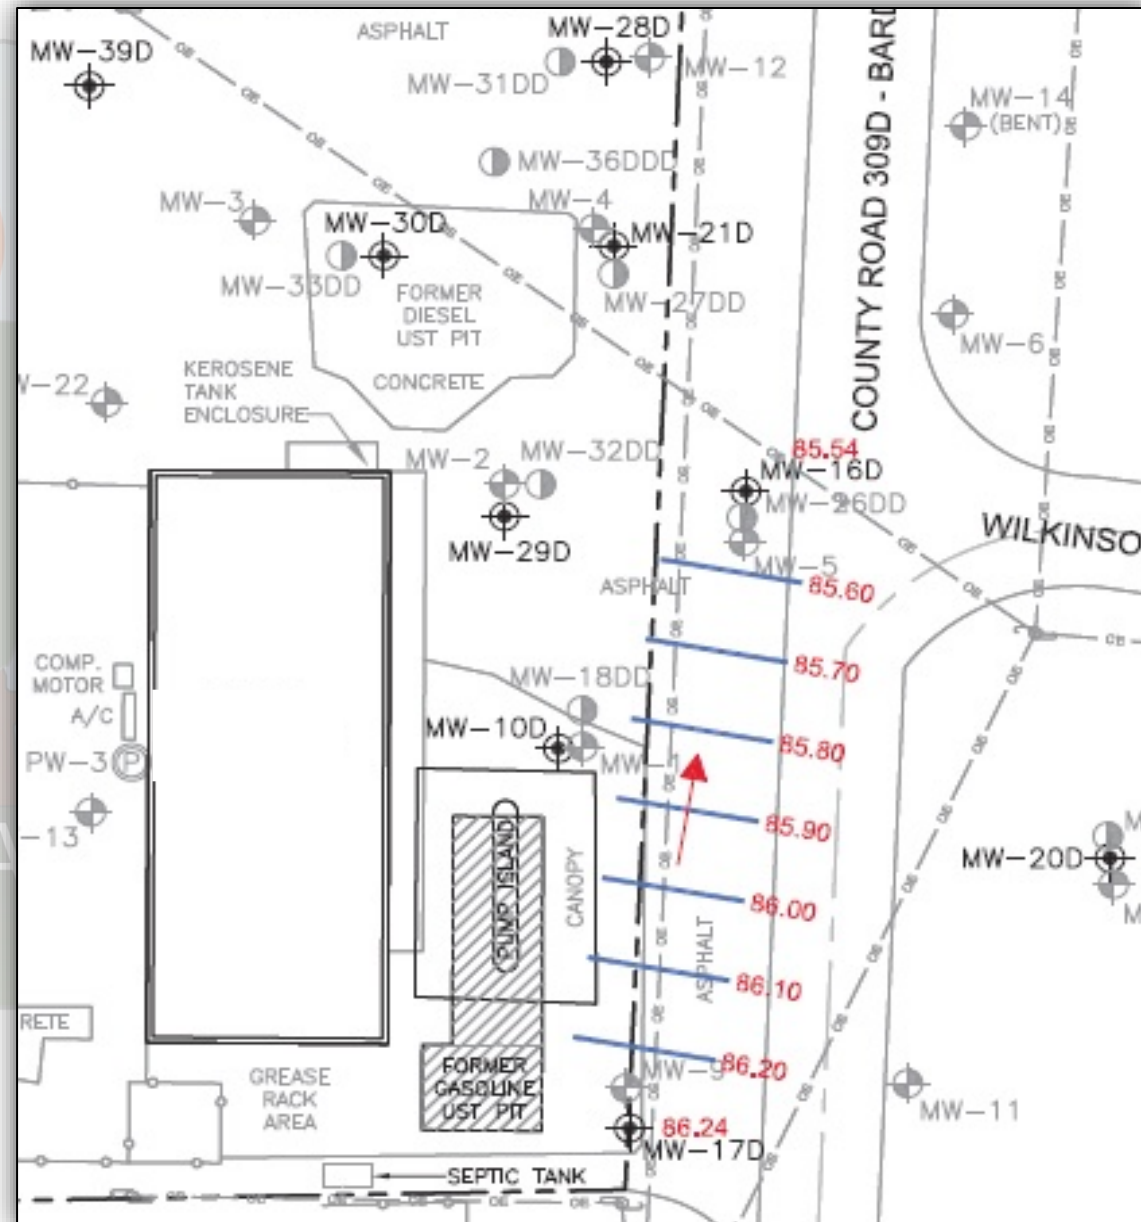 MW-28D
ASPHALT
MW-39D
MW-12
MW-31DD
MW-14
(BENT)
MW-36DDD
MW-3
MW-4
MW-30D
MW-21D
MW-33DD
MW-27DD
FORMER
DIESEL
UST PIT
CONCRETE
MW-6
COUNTY ROAD 309D - BARD
KEROSENE
TANK
ENCLOSURE
W-22
85.54
MW-2
MW-32DD
MW-16D
MW-26DD
WILKINSO
MW-29D
MW-5
ASPHALT
85.60
COMP.
MOTOR
A/C
85.70
MW-18DD
MW-10D
85.80
PW-3
P
MW-1
-13
85.90
PUMP ISLAND
CANOPY
MW-20D
86.00
ASPHALT
86.10
RETE
86.20
MW-9
FORMER
GASOLINE
UST PIT
GREASE
RACK
AREA
MW-11
86.24
MW-17D
SEPTIC TANK
OE